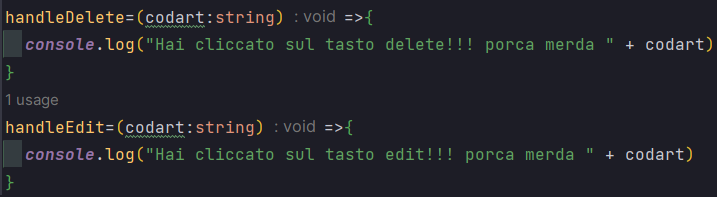 handleDelete=(codart:string) :void =>{
console.log("Hai cliccato sul tasto delete!!! porca merda " + codart)
}
1 usage
handleEdit=(codart:string) :void =>{
console.log("Hai cliccato sul tasto edit!!! porca merda " + codart)
}